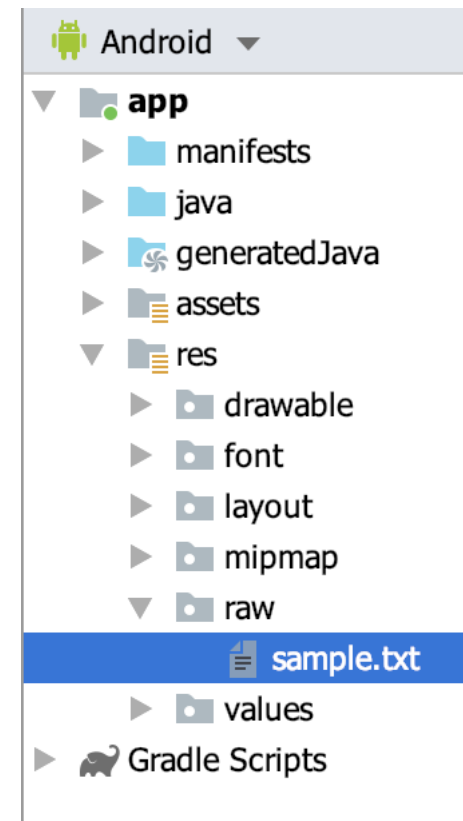 Android
app
manifests
java
generatedJava
assets
res
drawable
font
layout
mipmap
raw
sample.txt
values
Gradle Scripts